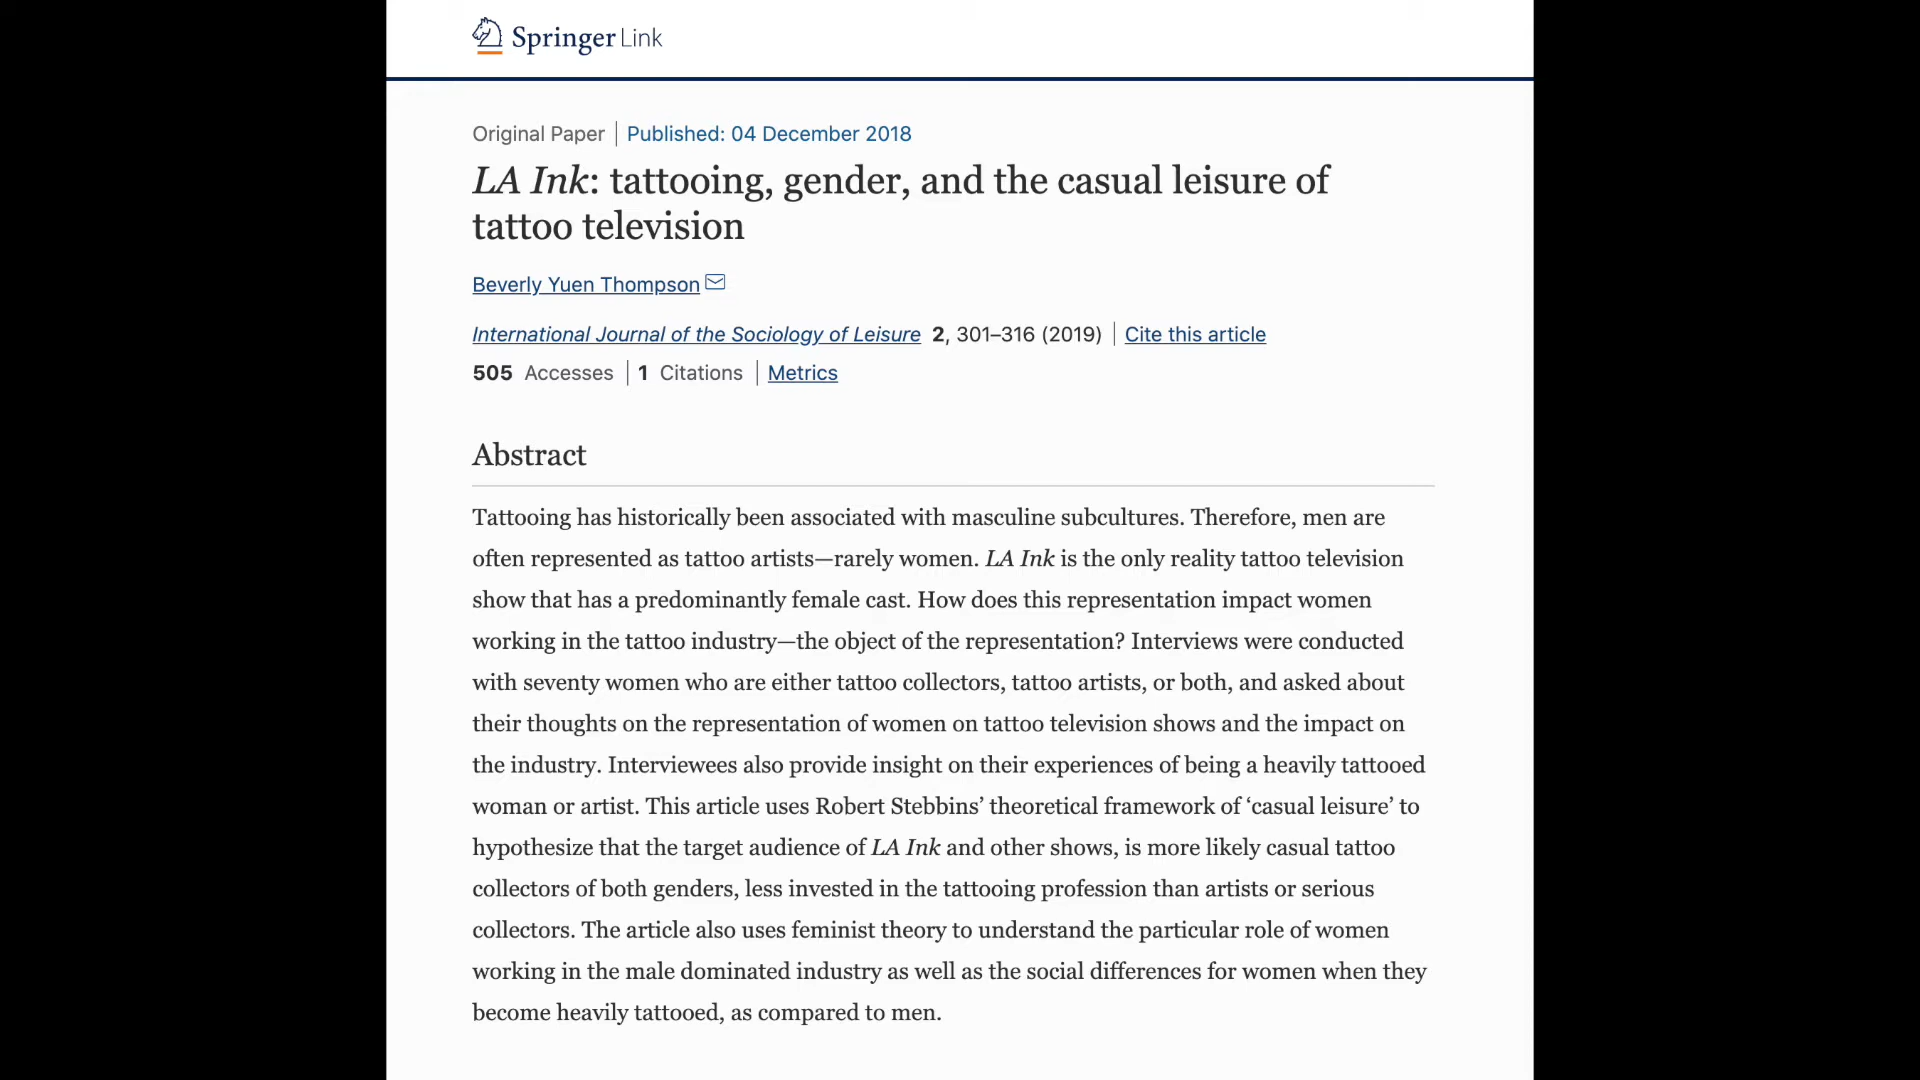 Springer Link
Original Paper | Published: 04 December 2018
LA Ink: tattooing, gender, and the casual leisure of
tattoo television
Beverly Yuen Thompson
International Journal of the Sociology of Leisure 2, 301–316 (2019) | Cite this article
505 Accesses | 1 Citations | Metrics
Abstract
Tattooing has historically been associated with masculine subcultures. Therefore, men are
often represented as tattoo artists—rarely women. LA Ink is the only reality tattoo television
show that has a predominantly female cast. How does this representation impact women
working in the tattoo industry—the object of the representation? Interviews were conducted
with seventy women who are either tattoo collectors, tattoo artists, or both, and asked about
their thoughts on the representation of women on tattoo television shows and the impact on
the industry. Interviewees also provide insight on their experiences of being a heavily tattooed
woman or artist. This article uses Robert Stebbins’ theoretical framework of ‘casual leisure’ to
hypothesize that the target audience of LA Ink and other shows, is more likely casual tattoo
collectors of both genders, less invested in the tattooing profession than artists or serious
collectors. The article also uses feminist theory to understand the particular role of women
working in the male dominated industry as well as the social differences for women when they
become heavily tattooed, as compared to men.